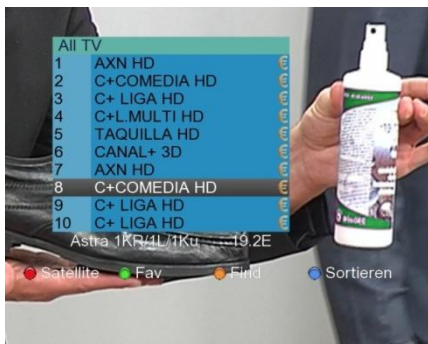 All TV
1 AXN HD €
2 C+COMEDIA HD €
3 C+ LIGA HD €
4 C+L.MULTI HD €
5 TAQUILLA HD €
6 CANAL+ 3D €
7 AXN HD €
8 C+COMEDIA HD €
9 C+ LIGA HD €
10 C+ LIGA HD €
Astra 1KR/1L/1Ku 19.2E
Satellite Fav Find Sortieren